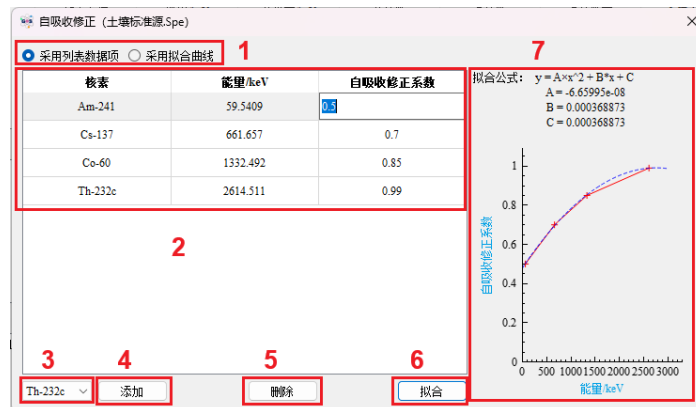 自吸收修正（土壤标准源.Spe）
采用列表数据项 采用拟合曲线 1
核素 能量/keV 自吸收修正系数
Am-241 59.5409 0.5
Cs-137 661.657 0.7
Co-60 1332.492 0.85
Th-232c 2614.511 0.99
2
3 4 5 6
Th-232c 添加 删除 拟合
7
拟合公式： y = A×x^2 + B*x + C
A = -6.65995e-08
B = 0.000368873
C = 0.000368873
自吸收修正系数
1
0.8
0.6
0.4
0.2
0
0 500 1000 1500 2000 2500 3000
能量/keV